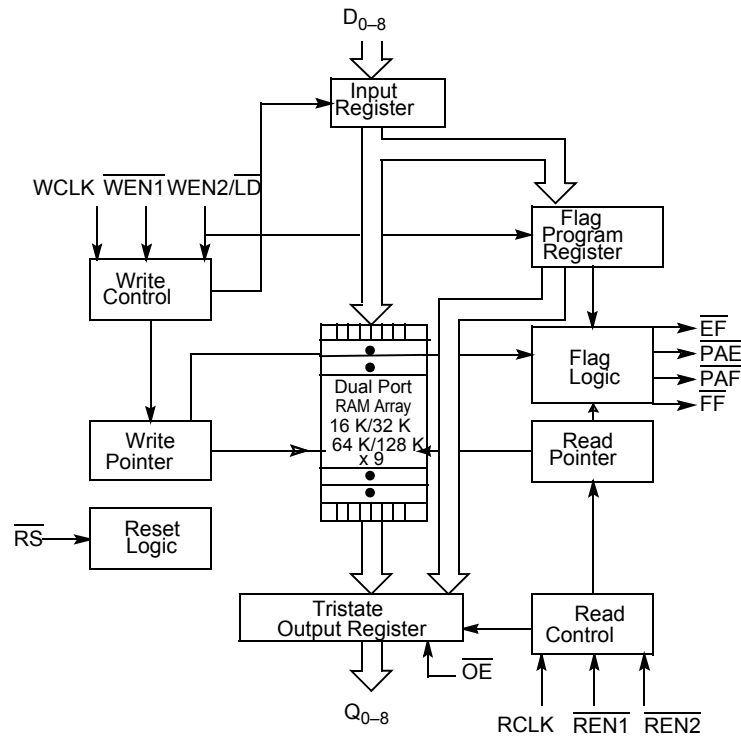 D0–8
Input
Register
WCLK WEN1 WEN2/LD
Flag
Program
Register
Write
Control
EF
PAE
PAF
FF
Flag
Logic
Dual Port
RAM Array
16 K/32 K
64 K/128 K
x 9
Write
Pointer
Read
Pointer
RS
Reset
Logic
Tristate
Output Register
Read
Control
OE
Q0–8
RCLK REN1 REN2